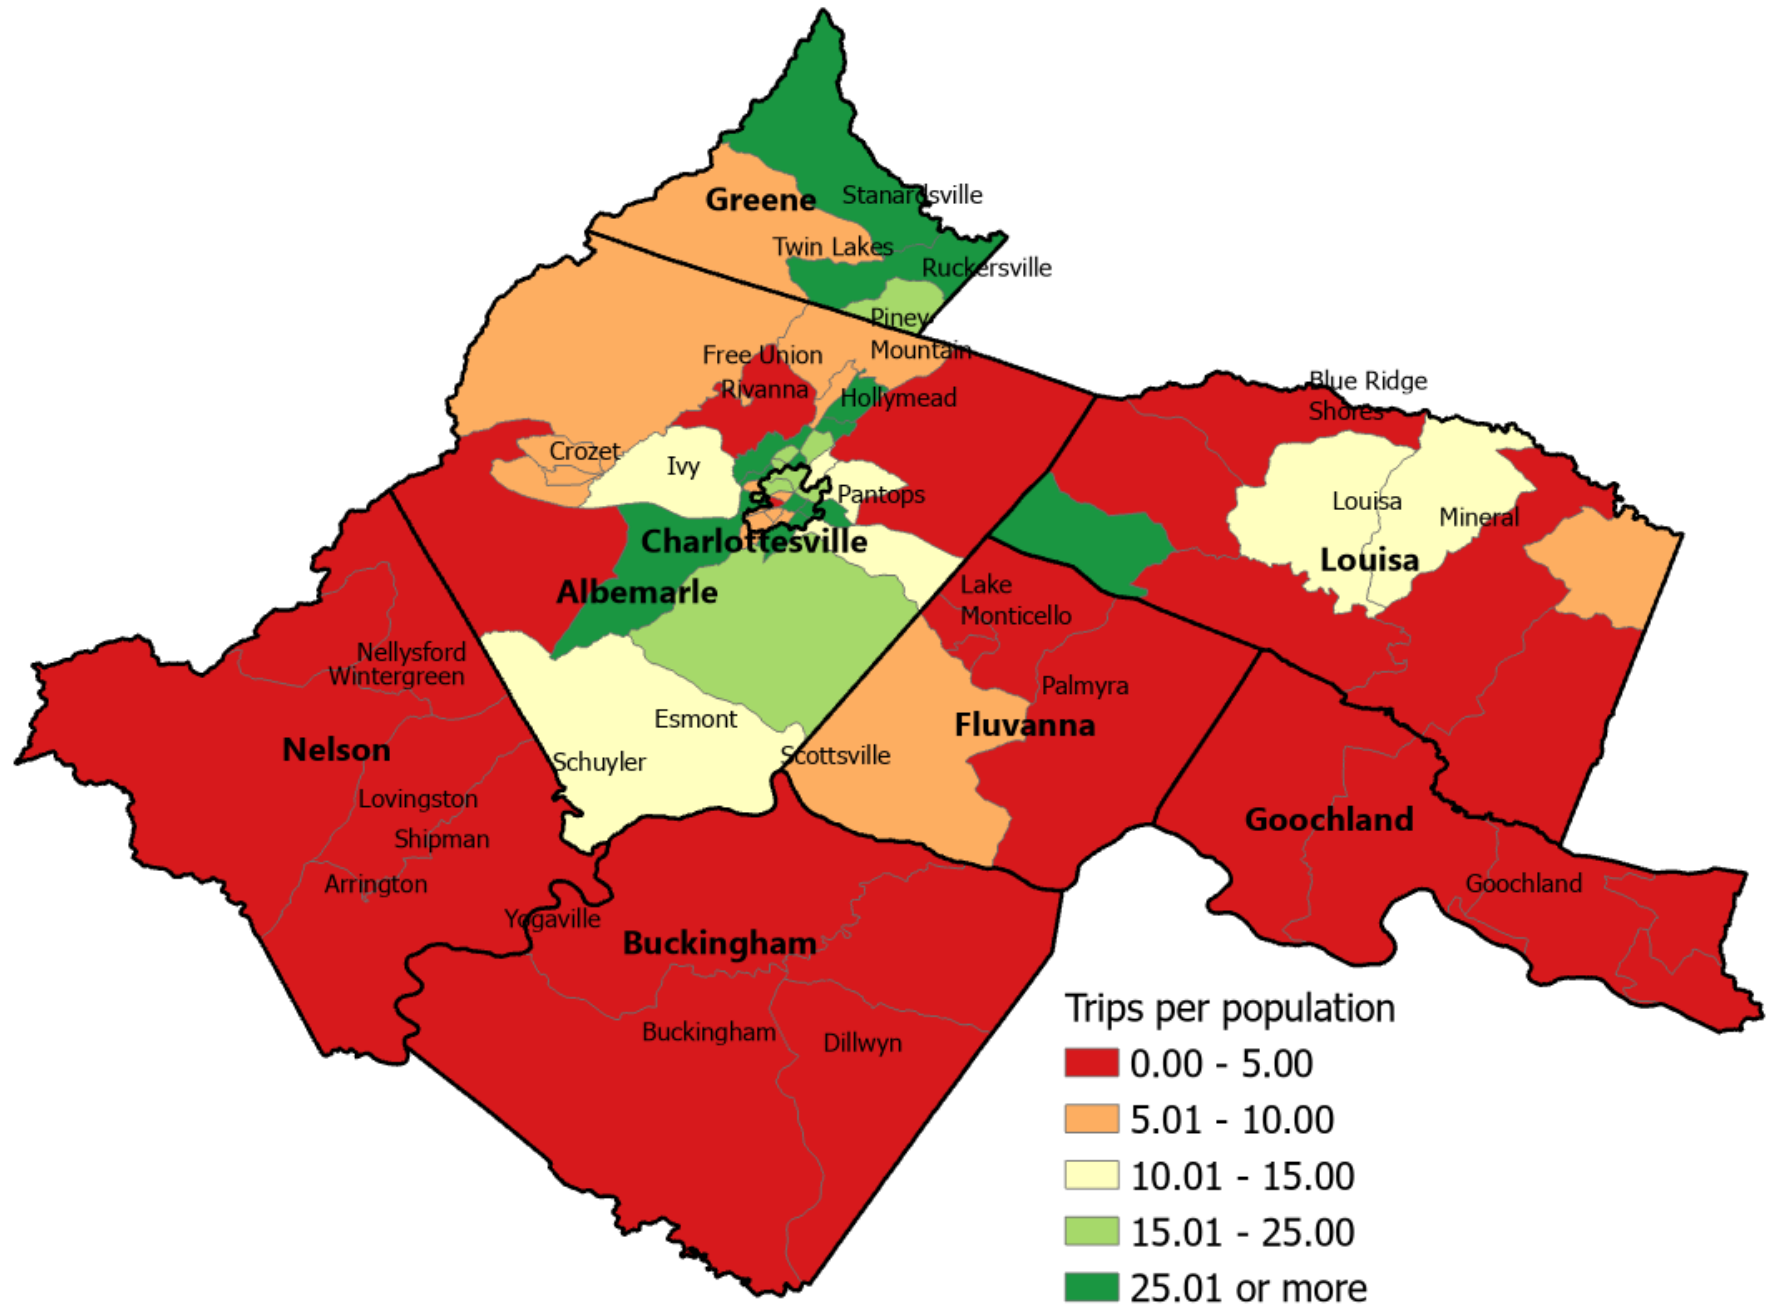 Stanardsville
Greene
Twin Lakes
Ruckersville
Piney
Mountain
Free Union
Rivanna
Hollymead
Blue Ridge
Shores
Crozet
Ivy
Pantops
Louisa
Mineral
Charlottesville
Louisa
Albemarle
Lake
Monticello
Nellysford
Wintergreen
Palmyra
Esmont
Fluvanna
Nelson
Schuyler
Scottsville
Lovingston
Goochland
Shipman
Arrington
Goochland
Yogaville
Buckingham
Buckingham
Dillwyn
Trips per population
0.00 - 5.00
5.01 - 10.00
10.01 - 15.00
15.01 - 25.00
25.01 or more